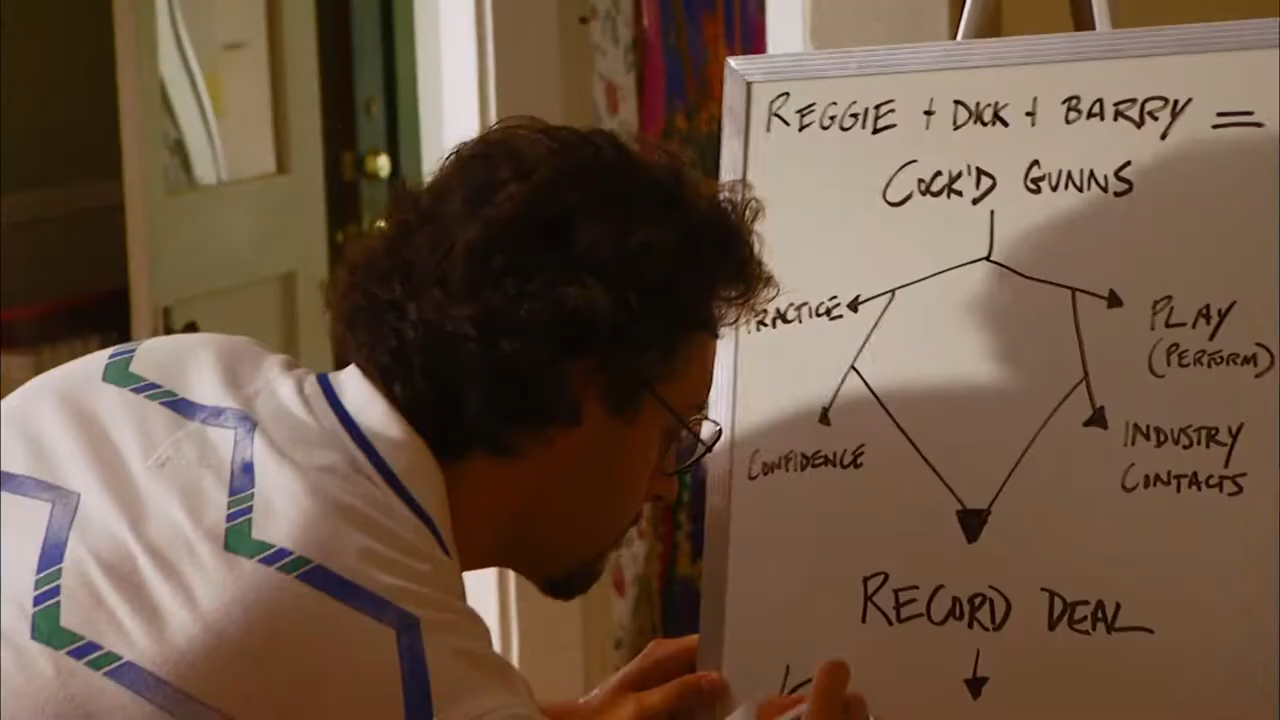 REGGIE + DICK + BARRY =
COCK'D GUNNS
RACTICE
PLAY
(PERFORM)
CONFIDENCE
INDUSTRY
CONTACTS
RECORD DEAL